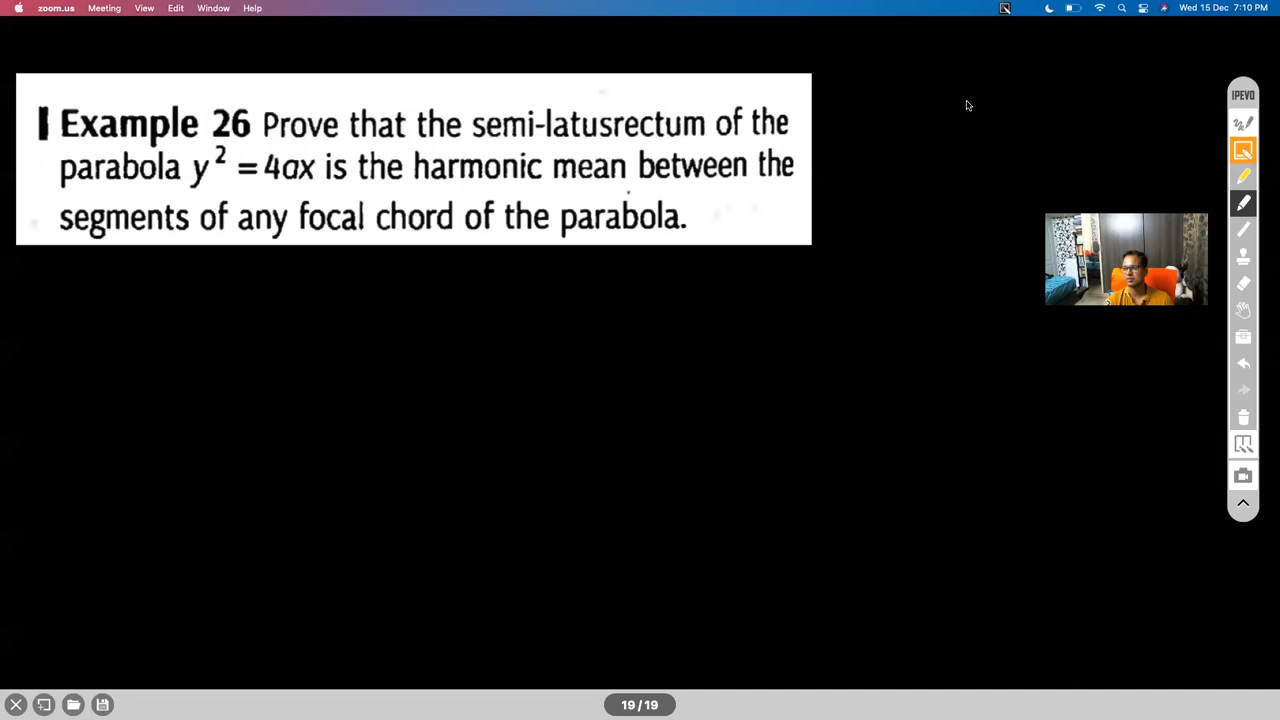 zoom.us Meeting View Edit Window Help Wed 15 Dec 7:10 PM
IPEVO
Example 26 Prove that the semi-latusrectum of the
parabola y² = 4ax is the harmonic mean between the
segments of any focal chord of the parabola.
19/19